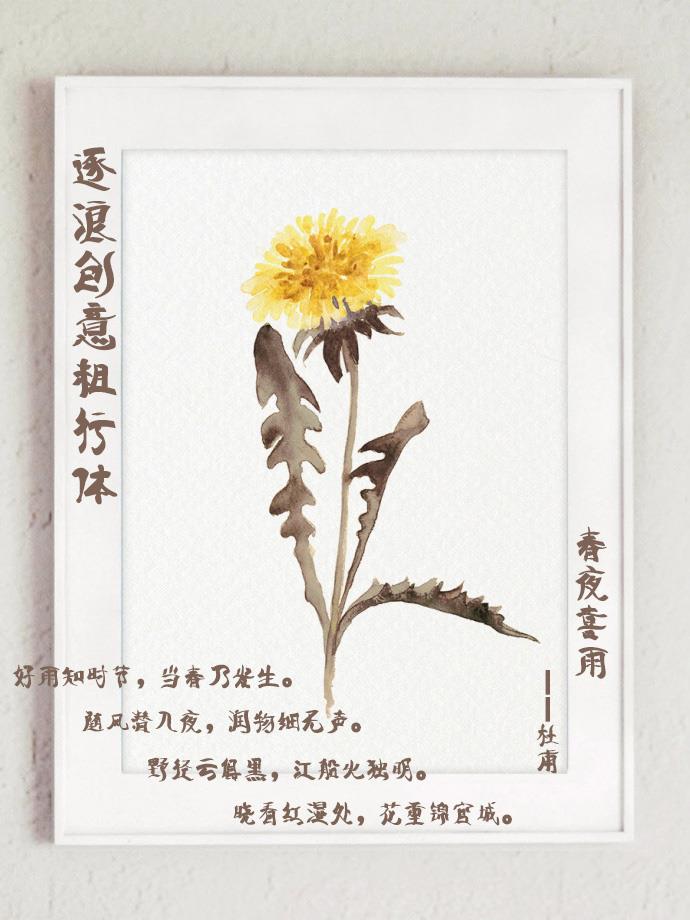 逐浪创意粗行体
春夜喜雨
——杜甫
好雨知时节，当春乃发生。
随风潜入夜，润物细无声。
野径云俱黑，江船火独明。
晓看红湿处，花重锦官城。